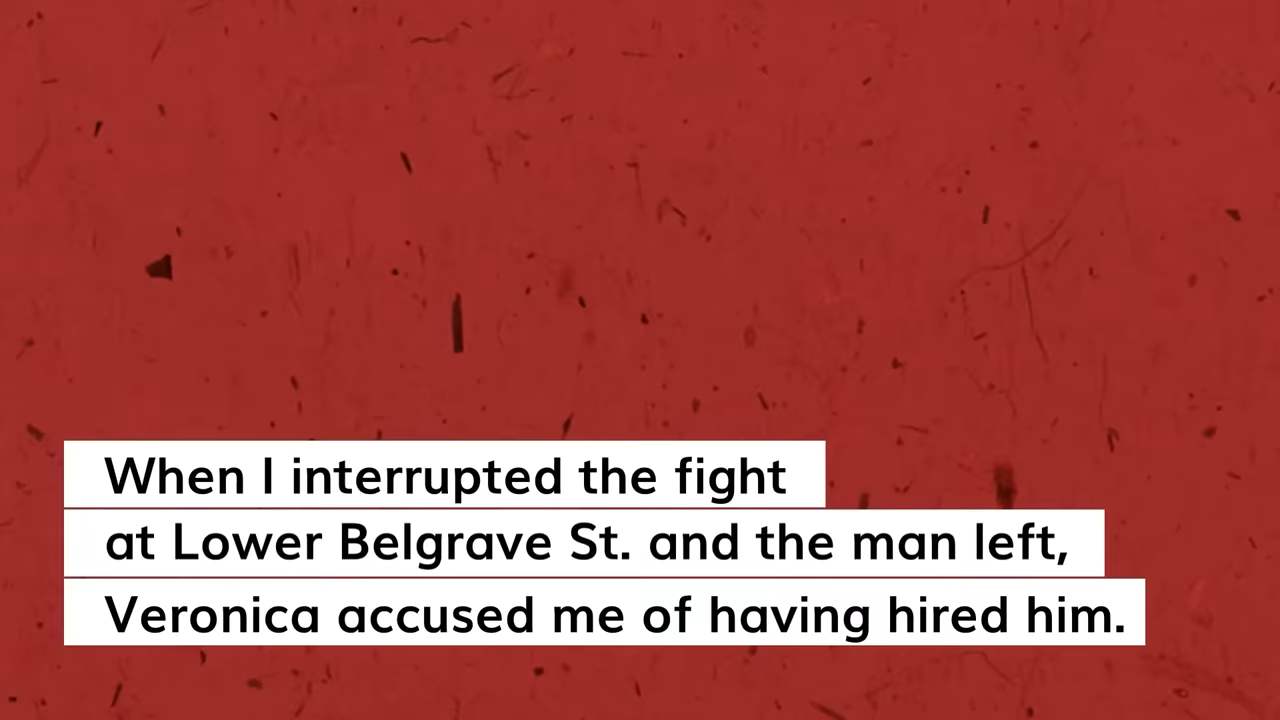 When I interrupted the fight
at Lower Belgrave St. and the man left,
Veronica accused me of having hired him.